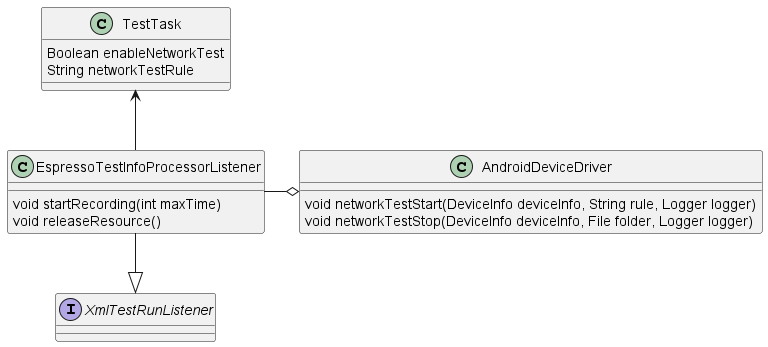 C TestTask
Boolean enableNetworkTest
String networkTestRule
C EspressoTestInfoProcessorListener
void startRecording(int maxTime)
void releaseResource()
C AndroidDeviceDriver
void networkTestStart(DeviceInfo deviceInfo, String rule, Logger logger)
void networkTestStop(DeviceInfo deviceInfo, File folder, Logger logger)
I XmlTestRunListener